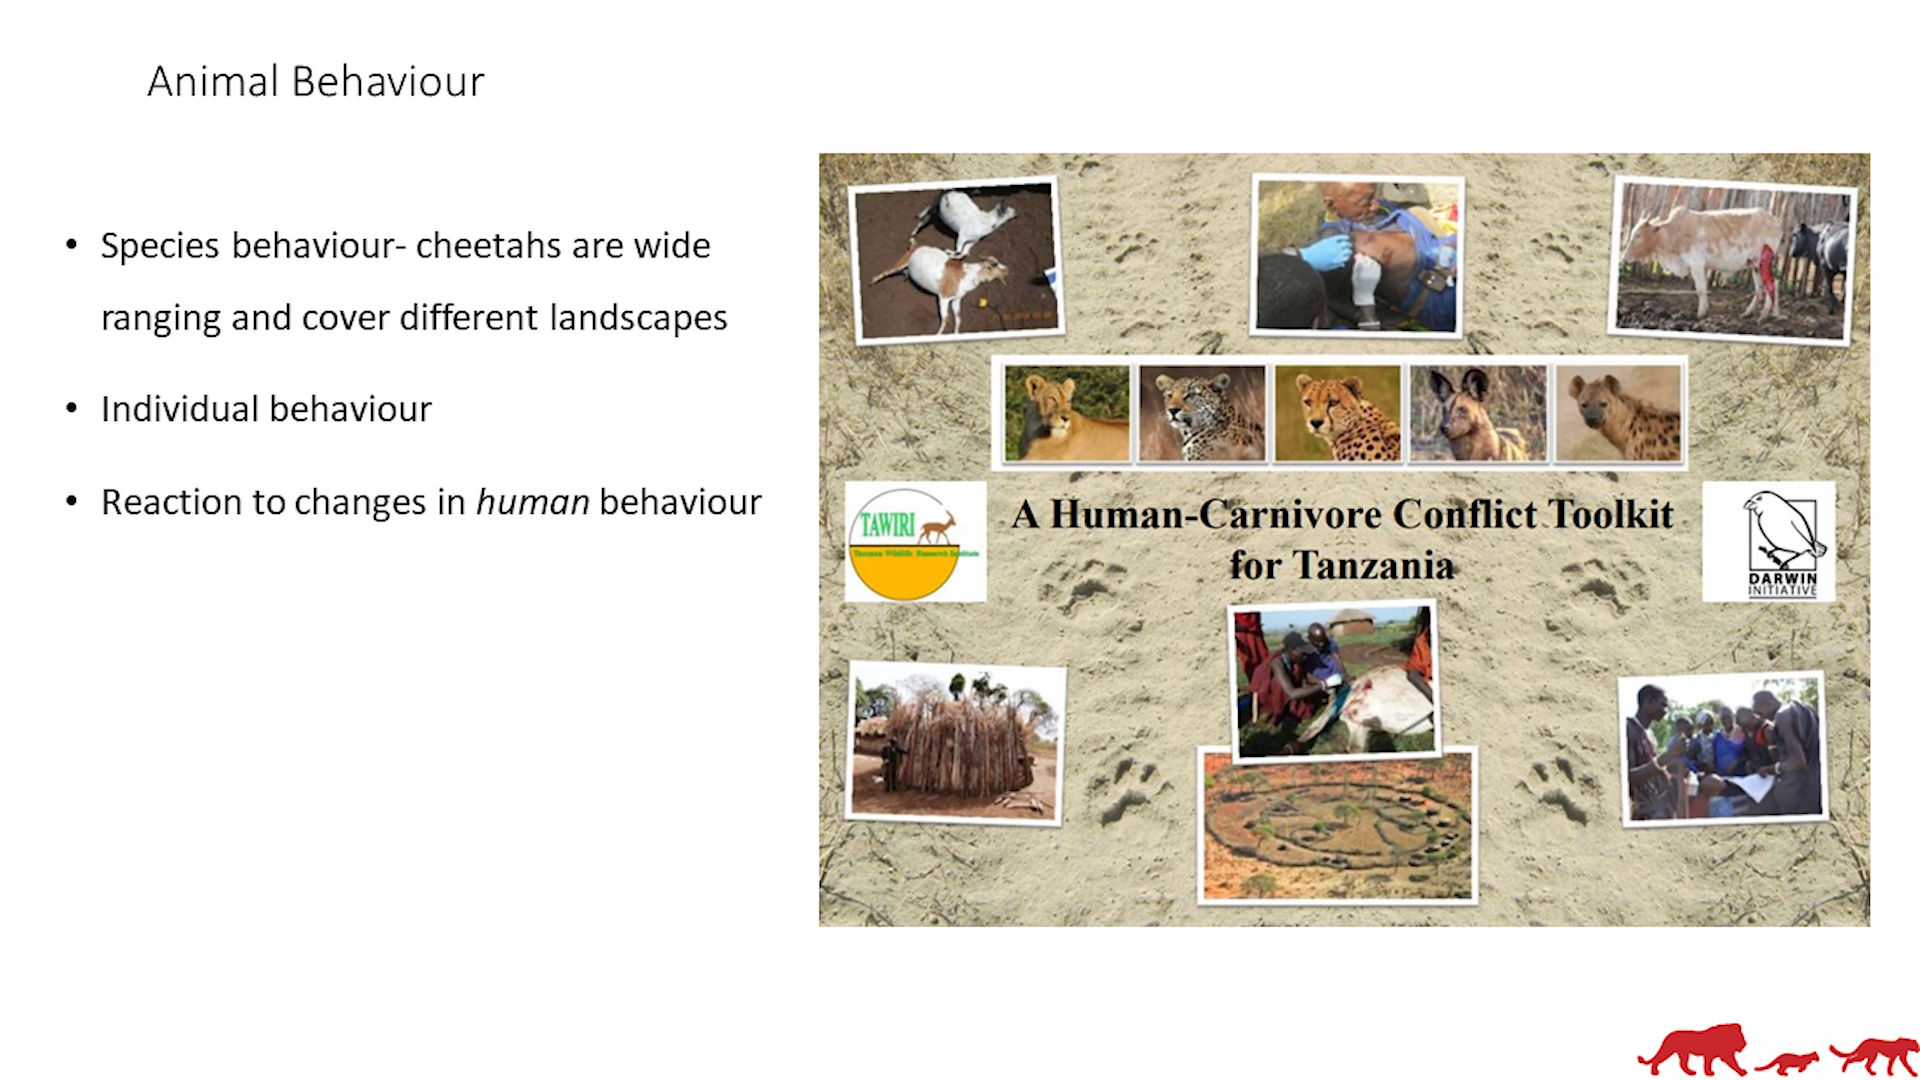 Animal Behaviour
• Species behaviour- cheetahs are wide
ranging and cover different landscapes
• Individual behaviour
• Reaction to changes in human behaviour
TAWIRI
Tanzania Wildlife Research Institute
A Human-Carnivore Conflict Toolkit
for Tanzania
DARWIN
INITIATIVE